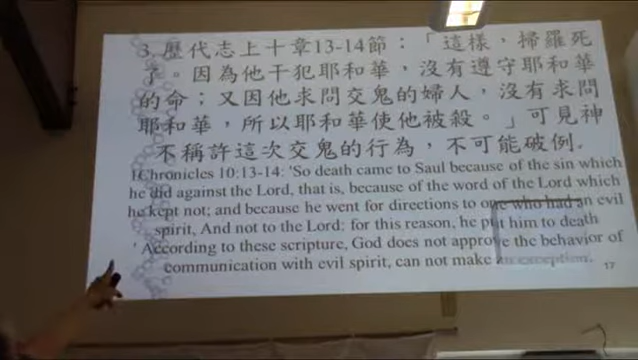 3. 歷代志上十章13-14節：「這樣，掃羅死
了。因為他干犯耶和華，沒有遵守耶和華
的命；又因他求問交鬼的婦人，沒有求問
耶和華，所以耶和華使他被殺。」可見神
不稱許這次交鬼的行為，不可能破例.
1Chronicles 10:13-14: 'So death came to Saul because of the sin which
he did against the Lord, that is, because of the word of the Lord which
he kept not; and because he went for directions to one who had an evil
spirit, And not to the Lord: for this reason, he put him to death
' According to these scripture, God does not approve the behavior of
communication with evil spirit, can not make an exception.
17